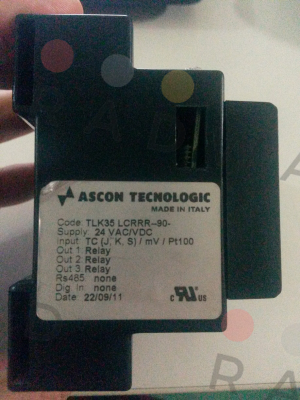 ASCON TECNOLOGIC
MADE IN ITALY
Code: TLK35 LCRRR-90-
Supply: 24 VAC/VDC
Input: TC (J, K, S) / mV / Pt100
Out 1: Relay
Out 2: Relay
Out 3: Relay
Rs485: none
Dig In: none
Date: 22/09/11
C US